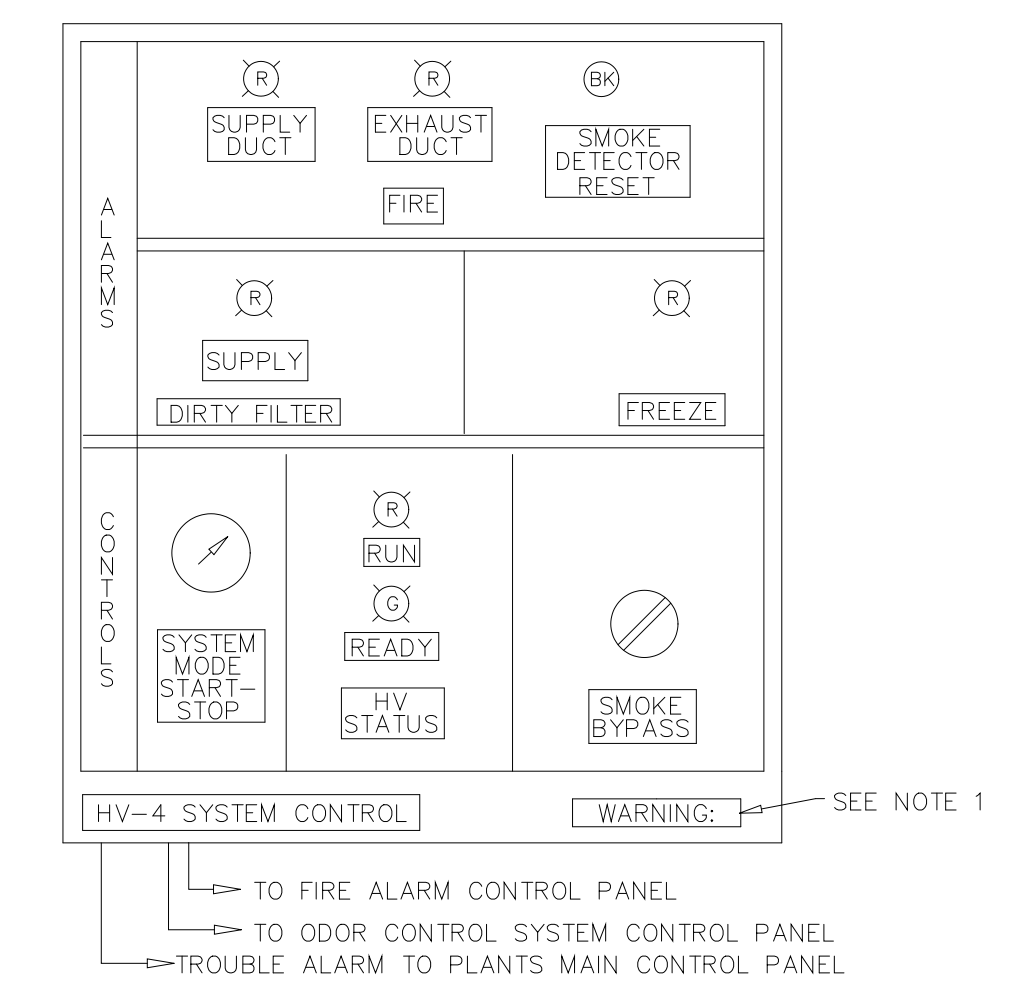 R
R
BK
SUPPLY
DUCT
EXHAUST
DUCT
SMOKE
DETECTOR
RESET
FIRE
ALARMS
R
R
SUPPLY
DIRTY FILTER
FREEZE
CONTROLS
R
RUN
G
READY
SYSTEM
MODE
START-
STOP
HV
STATUS
SMOKE
BYPASS
HV-4 SYSTEM CONTROL
WARNING:
SEE NOTE 1
TO FIRE ALARM CONTROL PANEL
TO ODOR CONTROL SYSTEM CONTROL PANEL
TROUBLE ALARM TO PLANTS MAIN CONTROL PANEL